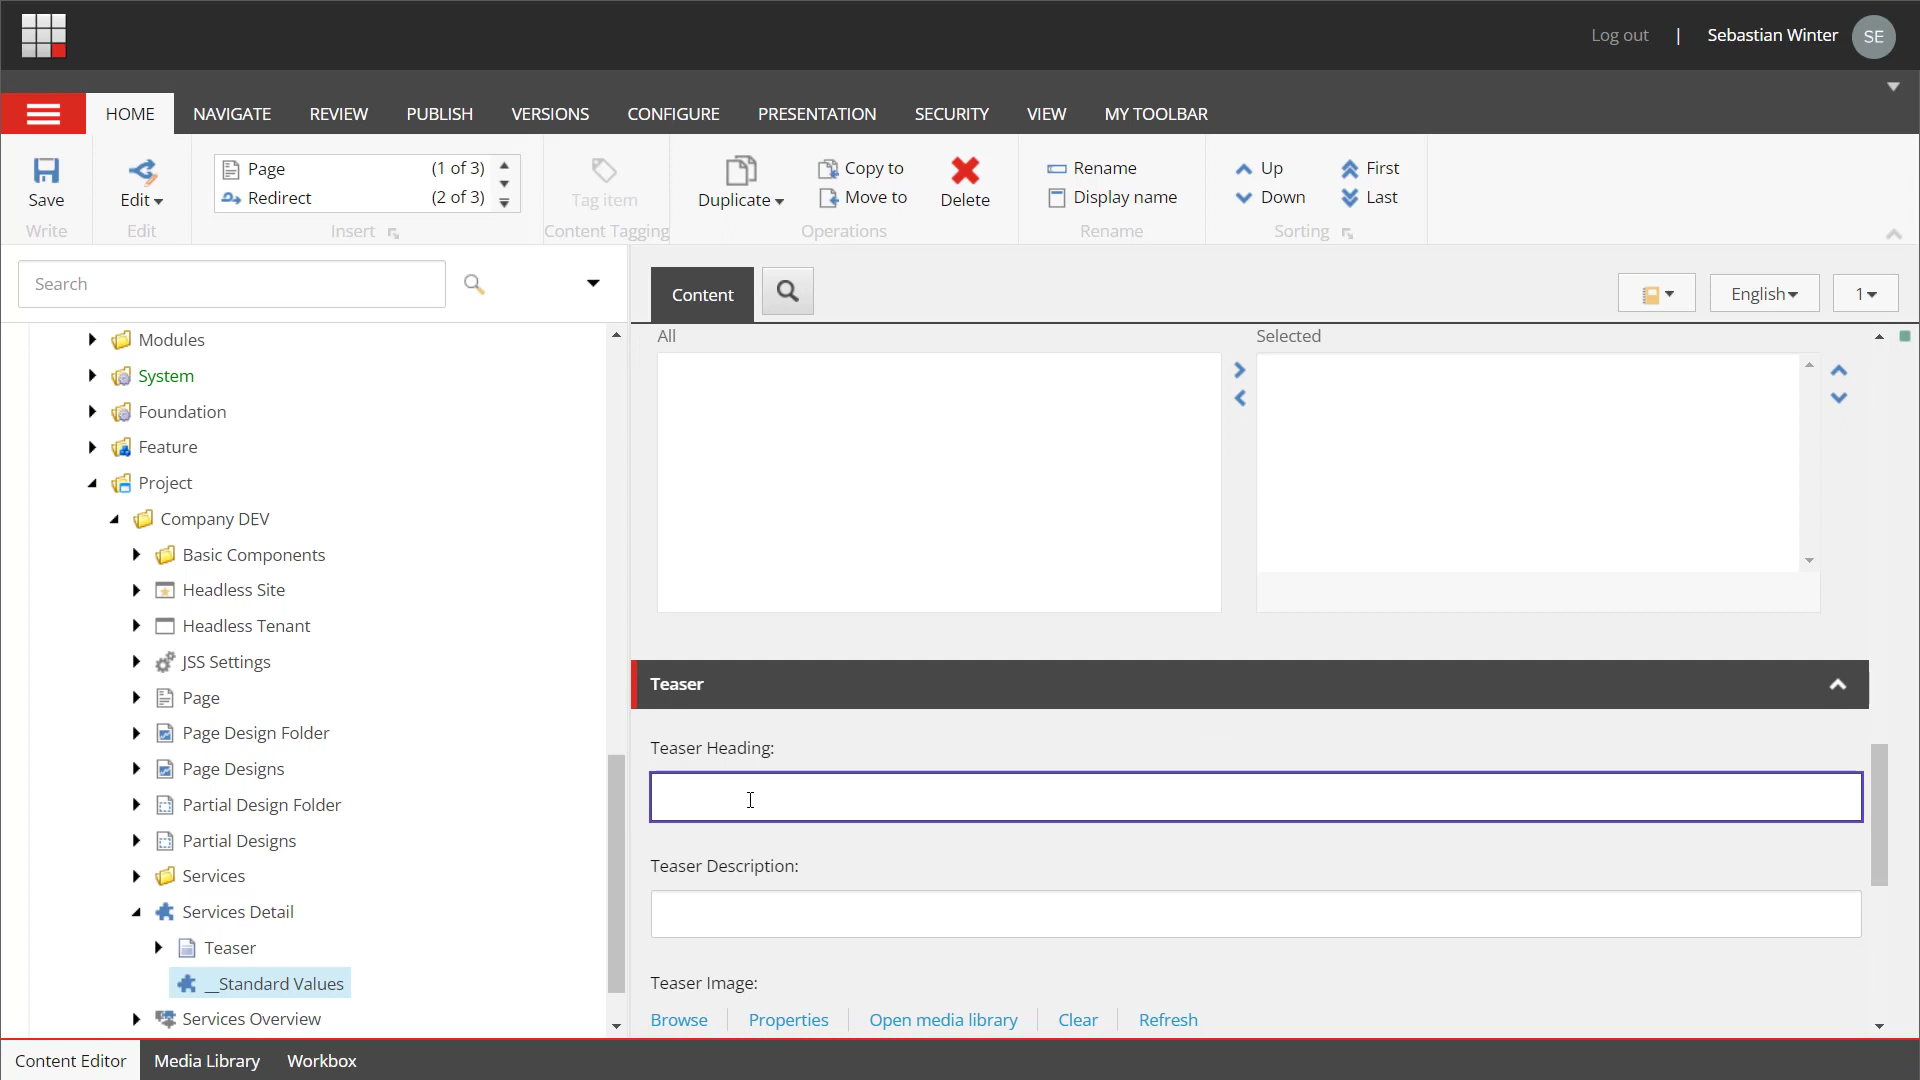 Log out | Sebastian Winter SE
HOME NAVIGATE REVIEW PUBLISH VERSIONS CONFIGURE PRESENTATION SECURITY VIEW MY TOOLBAR
Save
Write
Edit
Edit
Page (1 of 3)
Redirect (2 of 3)
Insert
Tag item
Content Tagging
Duplicate
Copy to
Move to
Delete
Operations
Rename
Display name
Rename
Up
Down
First
Last
Sorting
Search
Modules
System
Foundation
Feature
Project
Company DEV
Basic Components
Headless Site
Headless Tenant
JSS Settings
Page
Page Design Folder
Page Designs
Partial Design Folder
Partial Designs
Services
Services Detail
Teaser
__Standard Values
Services Overview
Content
English
1
All
Selected
Teaser
Teaser Heading:
Teaser Description:
Teaser Image:
Browse Properties Open media library Clear Refresh
Content Editor Media Library Workbox